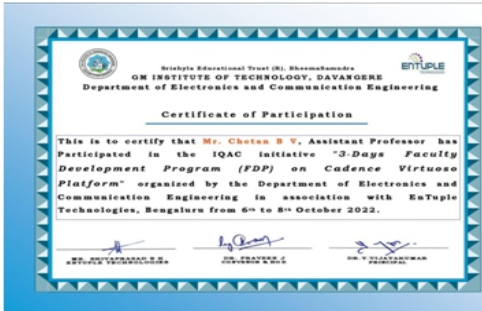 ENTUPLE
Srishyla Educational Trust (R), Bheemasamudra
GM INSTITUTE OF TECHNOLOGY, DAVANGERE
Department of Electronics and Communication Engineering
Certificate of Participation
This is to certify that Mr. Chetan B V, Assistant Professor has
Participated in the IQAC initiative "3-Days Faculty
Development Program (FDP) on Cadence Virtuoso
Platform" organized by the Department of Electronics and
Communication Engineering in association with EnTuple
Technologies, Bengaluru from 6th to 8th October 2022.
MR. SHIVAPRASAD B M DR. PRAVEEN J DR. Y. VIJAYAKUMAR
ENTUPLE TECHNOLOGIES CONVENOR & HOD PRINCIPAL